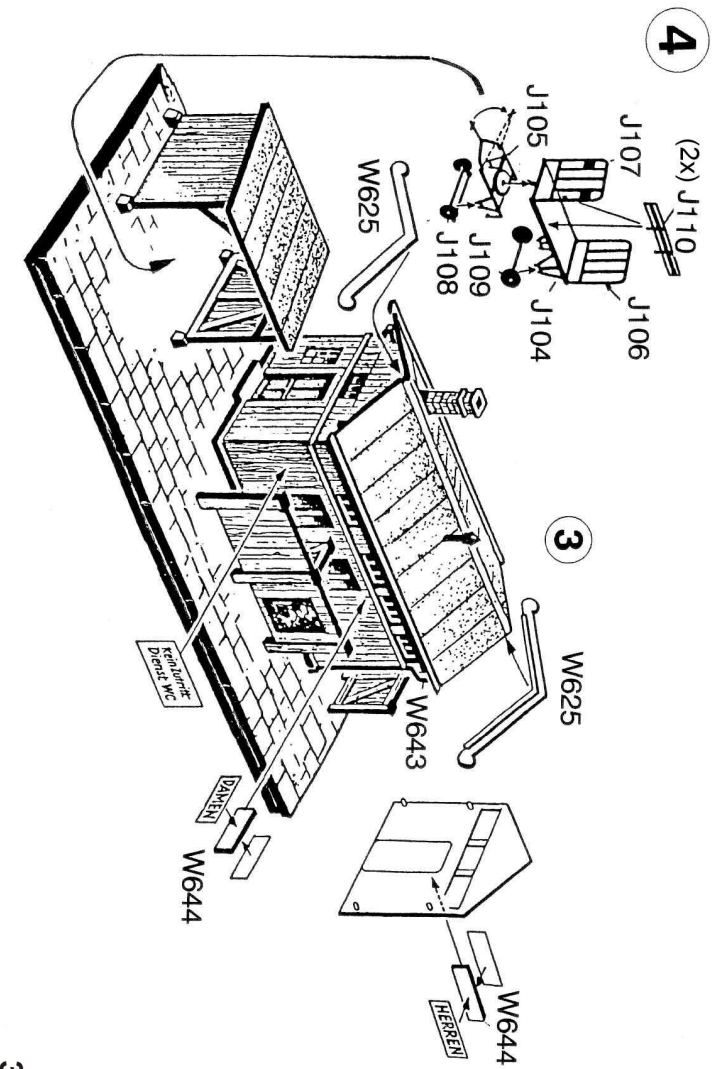 4
(2x) J110
J107
J106
J105
J104
J109
J108
W625
3
W625
W643
kein Zutritt
Dienst WC
DAMEN
W644
W644
HERREN
3